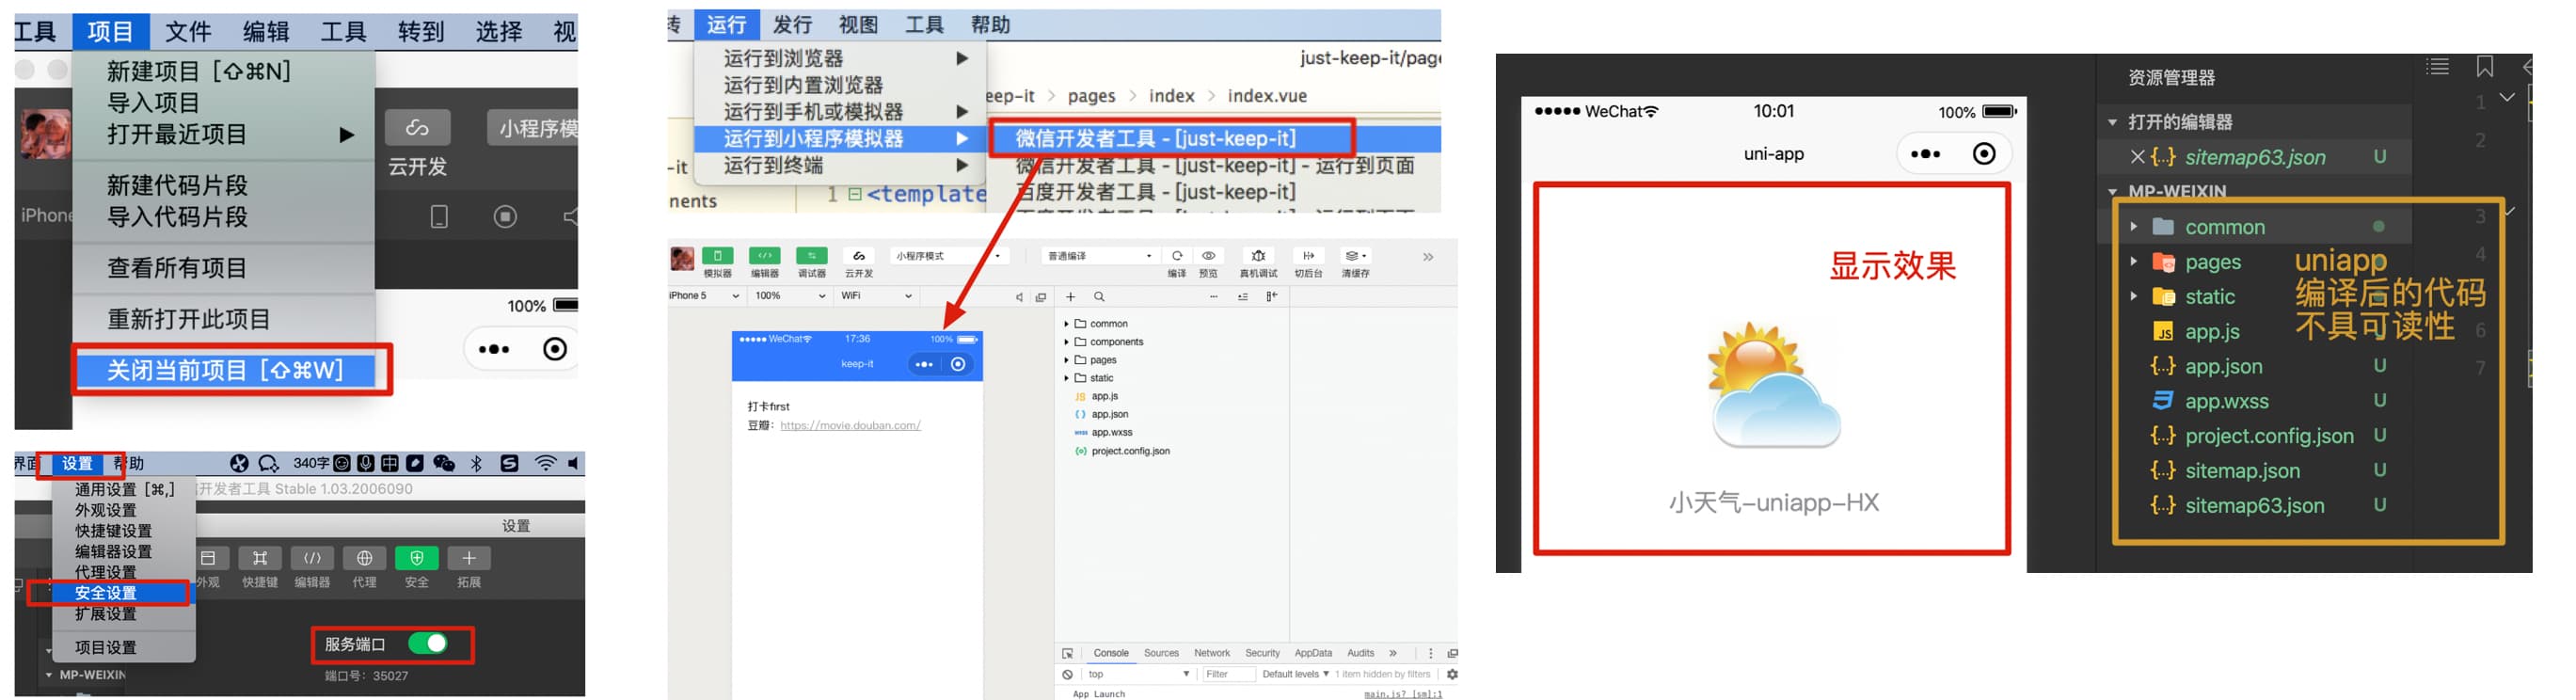 工具 项目 文件 编辑 工具 转到 选择 视
新建项目 [⇧⌘N]
导入项目
打开最近项目
新建代码片段
导入代码片段
查看所有项目
重新打开此项目
关闭当前项目 [⇧⌘W]
小程序模
云开发
iPhone
100%
界面 设置 帮助 340字 中
通用设置 [⌘,]
外观设置
快捷键设置
编辑器设置
代理设置
安全设置
扩展设置
项目设置
开发者工具 Stable 1.03.2006090
设置
外观 快捷键 编辑器 代理 安全 拓展
服务端口
端口号：35027
MP-WEIXIN
运行 发行 视图 工具 帮助
运行到浏览器
运行到内置浏览器
运行到手机或模拟器
运行到小程序模拟器
运行到终端
just-keep-it/page
eep-it > pages > index > index.vue
微信开发者工具 - [just-keep-it]
微信开发者工具 - [just-keep-it] - 运行到页面
百度开发者工具 - [just-keep-it]
-it
nents
1 <template
模拟器 编辑器 调试器 云开发
小程序模式
普通编译
编译 预览 真机调试 切后台 清缓存
iPhone 5 100% WiFi
WeChat 17:36 100%
keep-it
打卡first
豆瓣：https://movie.douban.com/
common
components
pages
static
JS app.js
app.json
wxss app.wxss
project.config.json
Console Sources Network Security AppData Audits
top Filter Default levels 1 item hidden by filters
App Launch main.js? [sm]:1
WeChat 10:01 100%
uni-app
显示效果
小天气-uniapp-HX
资源管理器
打开的编辑器
{..} sitemap63.json U
MP-WEIXIN
common
pages
static
JS app.js
{..} app.json U
app.wxss U
{..} project.config.json U
{..} sitemap.json U
{..} sitemap63.json U
uniapp
编译后的代码
不具可读性
1
2
3
4
6
7